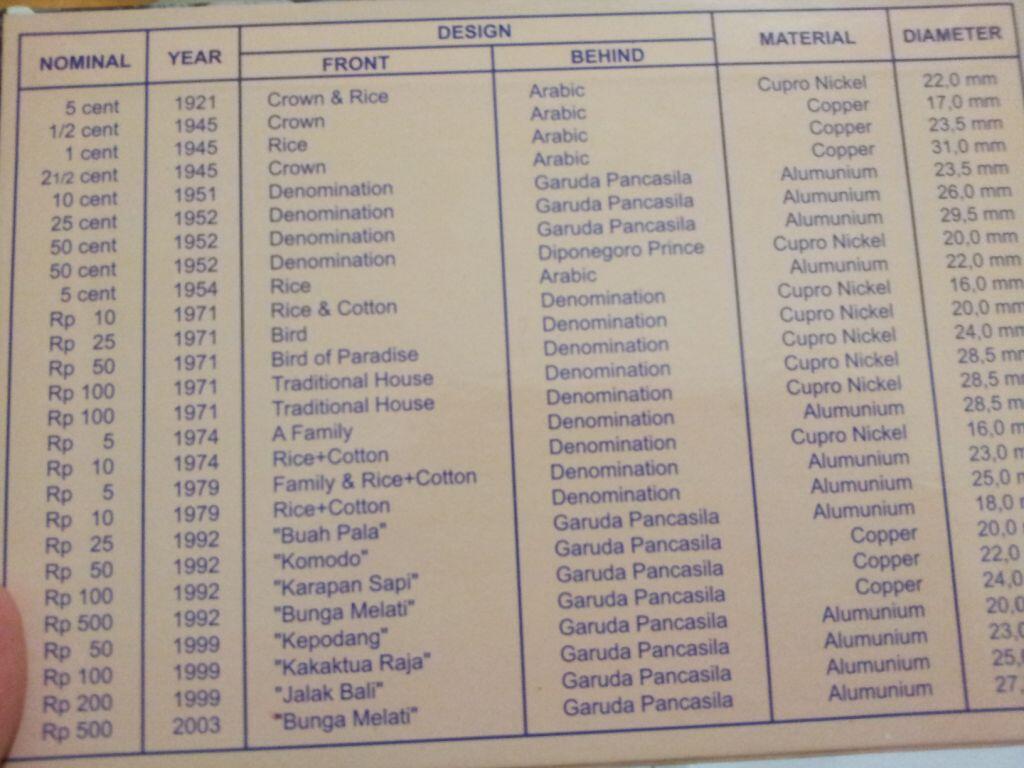 DESIGN
NOMINAL YEAR FRONT BEHIND MATERIAL DIAMETER
5 cent 1921 Crown & Rice Arabic Cupro Nickel 22,0 mm
1/2 cent 1945 Crown Arabic Copper 17,0 mm
1 cent 1945 Rice Arabic Copper 23,5 mm
21/2 cent 1945 Crown Arabic Copper 31,0 mm
10 cent 1951 Denomination Garuda Pancasila Alumunium 23,5 mm
25 cent 1952 Denomination Garuda Pancasila Alumunium 26,0 mm
50 cent 1952 Denomination Garuda Pancasila Alumunium 29,5 mm
50 cent 1952 Denomination Diponegoro Prince Cupro Nickel 20,0 mm
5 cent 1954 Rice Arabic Alumunium 22,0 mm
Rp 10 1971 Rice & Cotton Denomination Cupro Nickel 16,0 mm
Rp 25 1971 Bird Denomination Cupro Nickel 20,0 mm
Rp 50 1971 Bird of Paradise Denomination Cupro Nickel 24,0 mm
Rp 100 1971 Traditional House Denomination Cupro Nickel 28,5 mm
Rp 100 1971 Traditional House Denomination Cupro Nickel 28,5 mm
Rp 5 1974 A Family Denomination Alumunium 28,5 m
Rp 10 1974 Rice+Cotton Denomination Cupro Nickel 16,0 m
Rp 5 1979 Family & Rice+Cotton Denomination Alumunium 23,0 m
Rp 10 1979 Rice+Cotton Denomination Alumunium 25,0
Rp 25 1992 "Buah Pala" Garuda Pancasila Alumunium 18,0
Rp 50 1992 "Komodo" Garuda Pancasila Copper 20,0
Rp 100 1992 "Karapan Sapi" Garuda Pancasila Copper 22,0
Rp 500 1992 "Bunga Melati" Garuda Pancasila Copper 24,0
Rp 50 1999 "Kepodang" Garuda Pancasila Alumunium 20,0
Rp 100 1999 "Kakaktua Raja" Garuda Pancasila Alumunium 23,0
Rp 200 1999 "Jalak Bali" Garuda Pancasila Alumunium 25,
Rp 500 2003 "Bunga Melati" Garuda Pancasila Alumunium 27,